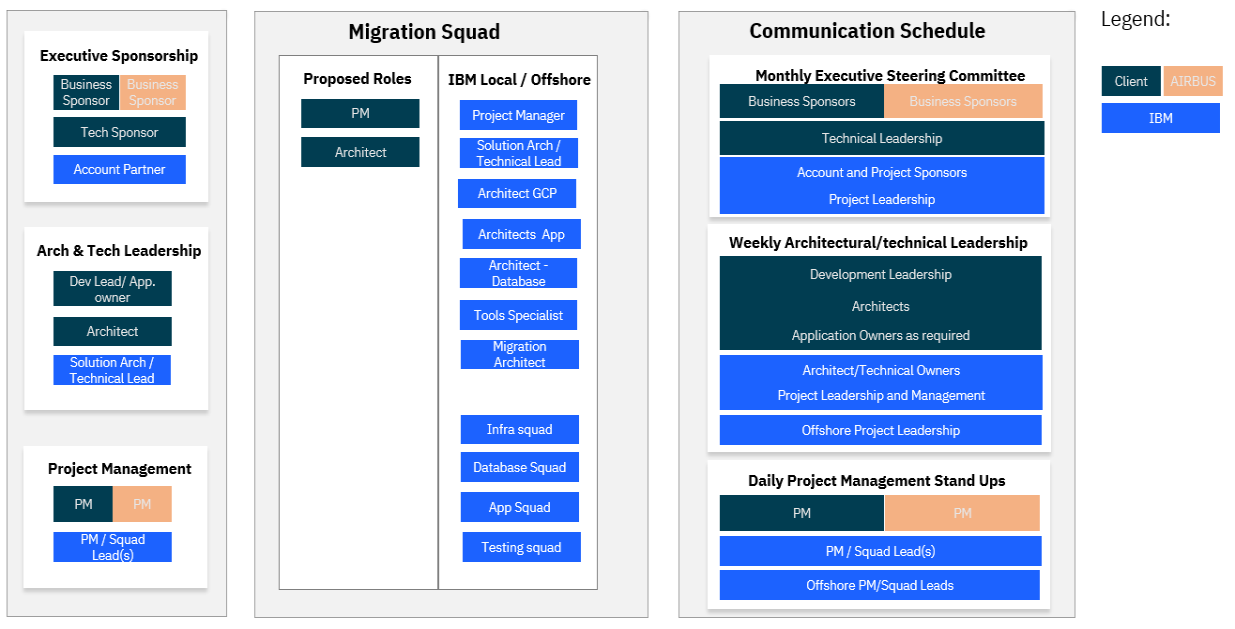 Executive Sponsorship
Business
Sponsor
Business
Sponsor
Tech Sponsor
Account Partner
Arch & Tech Leadership
Dev Lead/ App.
owner
Architect
Solution Arch /
Technical Lead
Project Management
PM
PM
PM / Squad
Lead(s)
Migration Squad
Proposed Roles
PM
Architect
IBM Local / Offshore
Project Manager
Solution Arch /
Technical Lead
Architect GCP
Architects  App
Architect -
Database
Tools Specialist
Migration
Architect
Infra squad
Database Squad
App Squad
Testing squad
Communication Schedule
Monthly Executive Steering Committee
Business Sponsors
Business Sponsors
Technical Leadership
Account and Project Sponsors
Project Leadership
Weekly Architectural/technical Leadership
Development Leadership
Architects
Application Owners as required
Architect/Technical Owners
Project Leadership and Management
Offshore Project Leadership
Daily Project Management Stand Ups
PM
PM
PM / Squad Lead(s)
Offshore PM/Squad Leads
Legend:
Client
AIRBUS
IBM